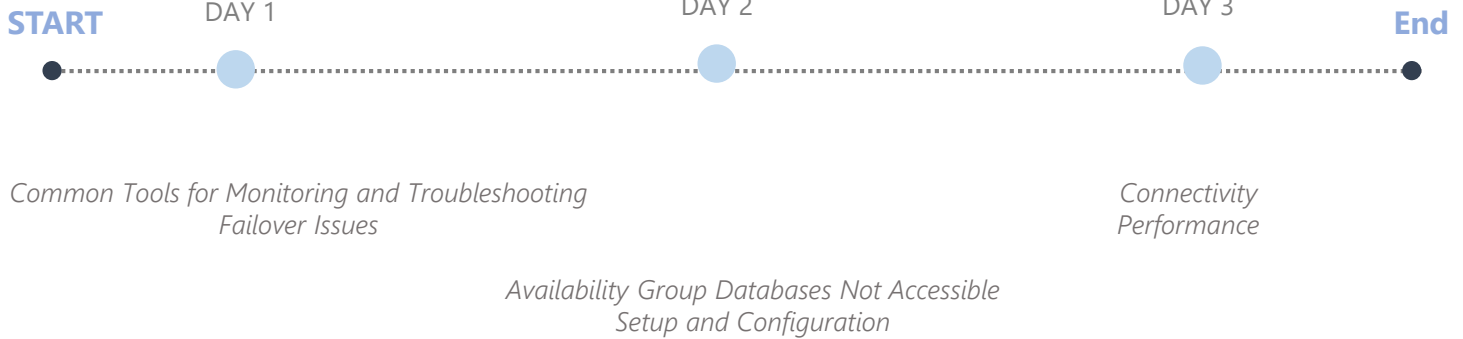 START
DAY 1
DAY 2
DAY 3
End
Common Tools for Monitoring and Troubleshooting
Failover Issues
Availability Group Databases Not Accessible
Setup and Configuration
Connectivity
Performance